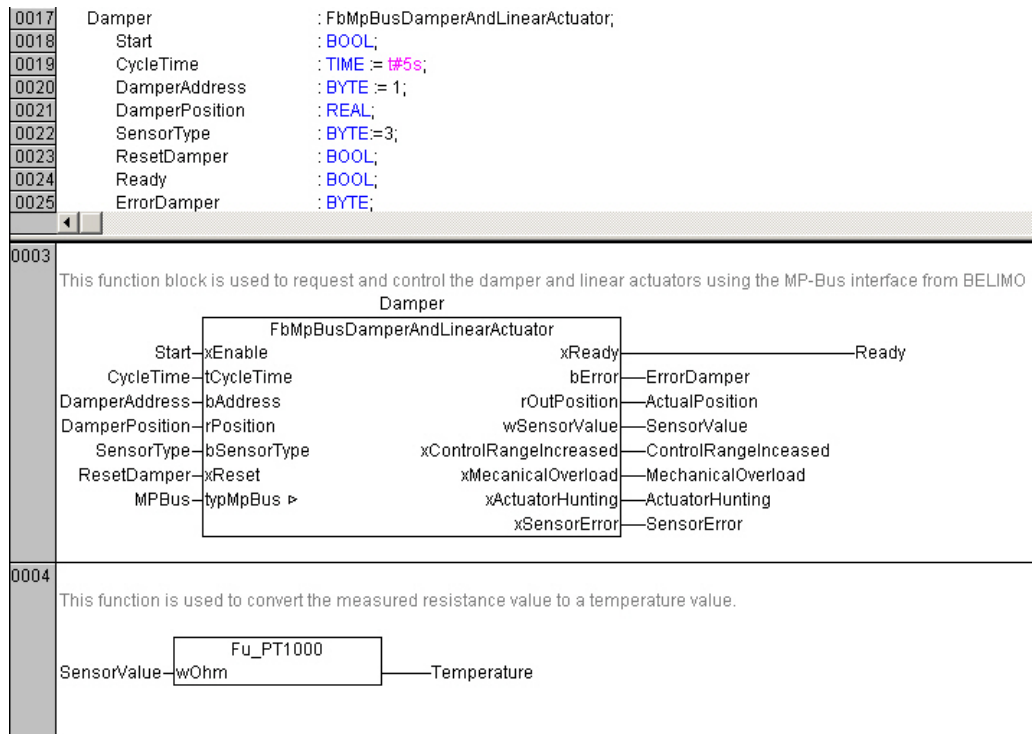 0017 Damper : FbMpBusDamperAndLinearActuator;
0018 Start : BOOL;
0019 CycleTime : TIME := t#5s;
0020 DamperAddress : BYTE := 1;
0021 DamperPosition : REAL;
0022 SensorType : BYTE:=3;
0023 ResetDamper : BOOL;
0024 Ready : BOOL;
0025 ErrorDamper : BYTE;
0003
This function block is used to request and control the damper and linear actuators using the MP-Bus interface from BELIMO
Damper
FbMpBusDamperAndLinearActuator
Start xEnable xReady Ready
CycleTime tCycleTime bError ErrorDamper
DamperAddress bAddress rOutPosition ActualPosition
DamperPosition rPosition wSensorValue SensorValue
SensorType bSensorType xControlRangeIncreased ControlRangeInceased
ResetDamper xReset xMecanicalOverload MechanicalOverload
MPBus typMpBus xActuatorHunting ActuatorHunting
xSensorError SensorError
0004
This function is used to convert the measured resistance value to a temperature value.
Fu_PT1000
SensorValue wOhm Temperature